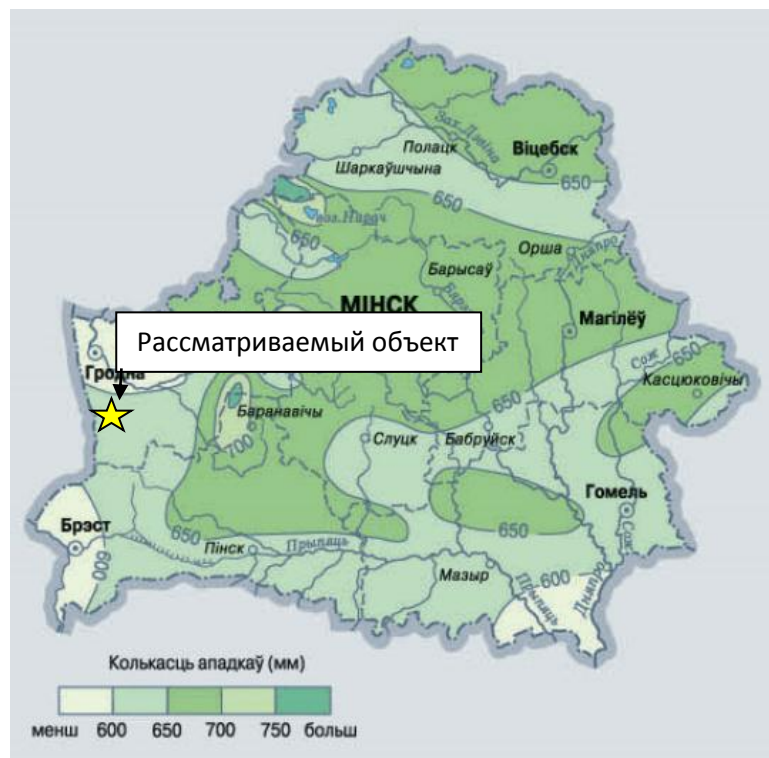 Зах. Дзвіна
Полацк
Віцебск
Шаркаўшчына
650
650
воз. Нарач
650
Орша
Дняпро
Барысаў
МІНСК
Магілёў
Рассматриваемый объект
Гродна
Сож
650
Касцюковічы
650
Баранавічы
700
Слуцк
Бабруйск
Гомель
Брэст
650
650
Сож
Пінск
Прыпяць
600
Мазыр
600
Прыпяць
Дняпро
Колькасць ападкаў (мм)
менш 600 650 700 750 больш